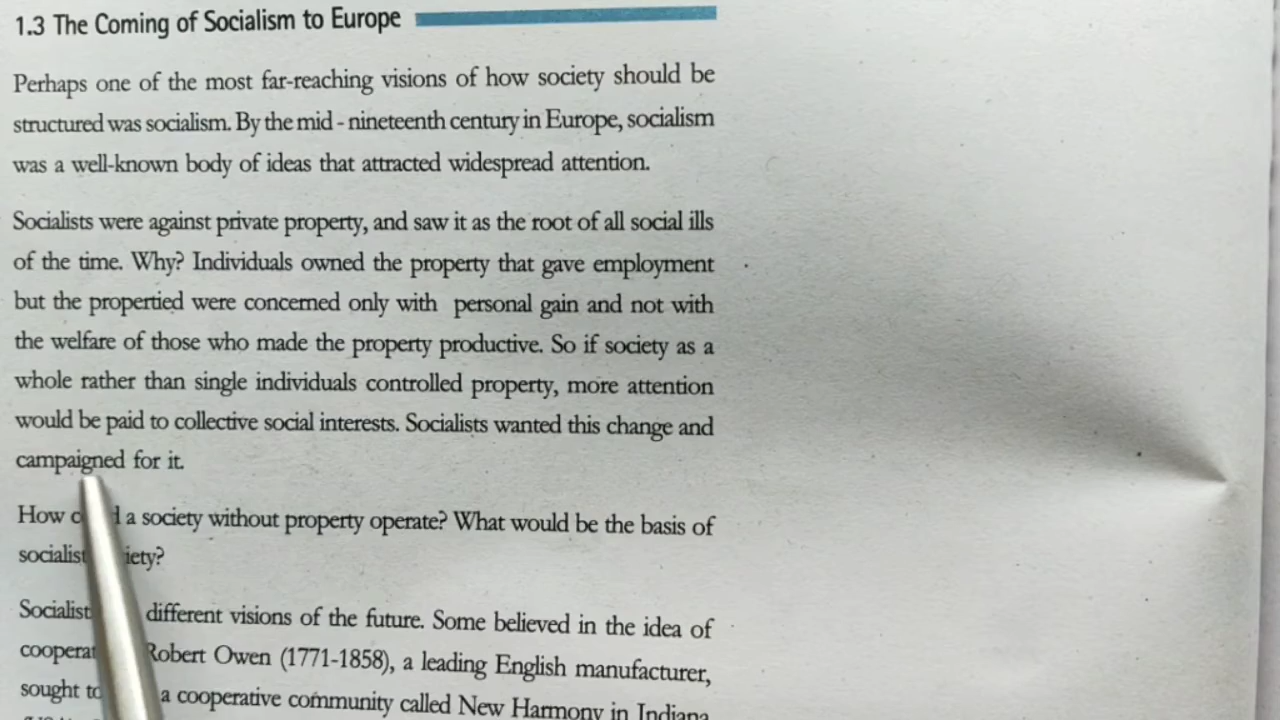 1.3 The Coming of Socialism to Europe
Perhaps one of the most far-reaching visions of how society should be
structured was socialism. By the mid - nineteenth century in Europe, socialism
was a well-known body of ideas that attracted widespread attention.
Socialists were against private property, and saw it as the root of all social ills
of the time. Why? Individuals owned the property that gave employment
but the propertied were concerned only with personal gain and not with
the welfare of those who made the property productive. So if society as a
whole rather than single individuals controlled property, more attention
would be paid to collective social interests. Socialists wanted this change and
campaigned for it.
How a society without property operate? What would be the basis of
socialist
different visions of the future. Some believed in the idea of
Robert Owen (1771-1858), a leading English manufacturer,
sought to a cooperative community called New Harmony in Indiana